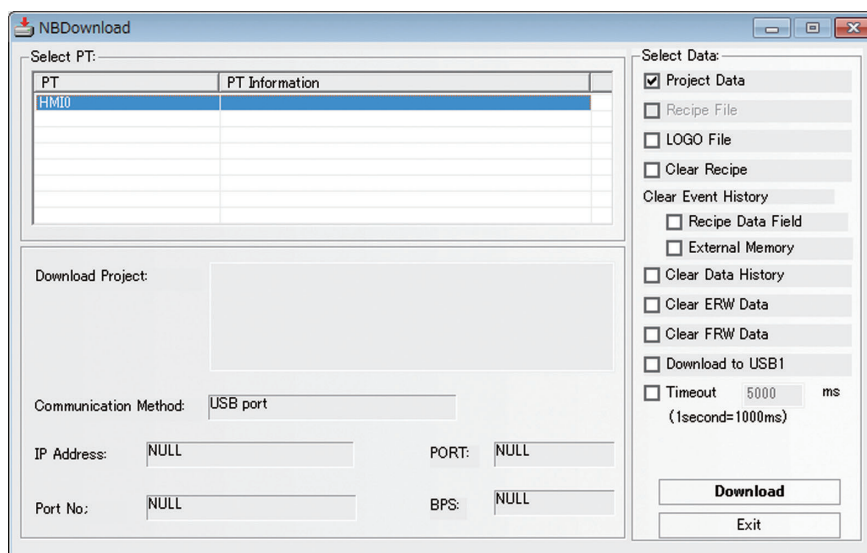 NBDownload
Select PT:
PT PT Information
HMI0
Download Project:
Communication Method: USB port
IP Address: NULL PORT: NULL
Port No; NULL BPS: NULL
Select Data:
Project Data
Recipe File
LOGO File
Clear Recipe
Clear Event History
Recipe Data Field
External Memory
Clear Data History
Clear ERW Data
Clear FRW Data
Download to USB1
Timeout 5000 ms
(1second=1000ms)
Download
Exit